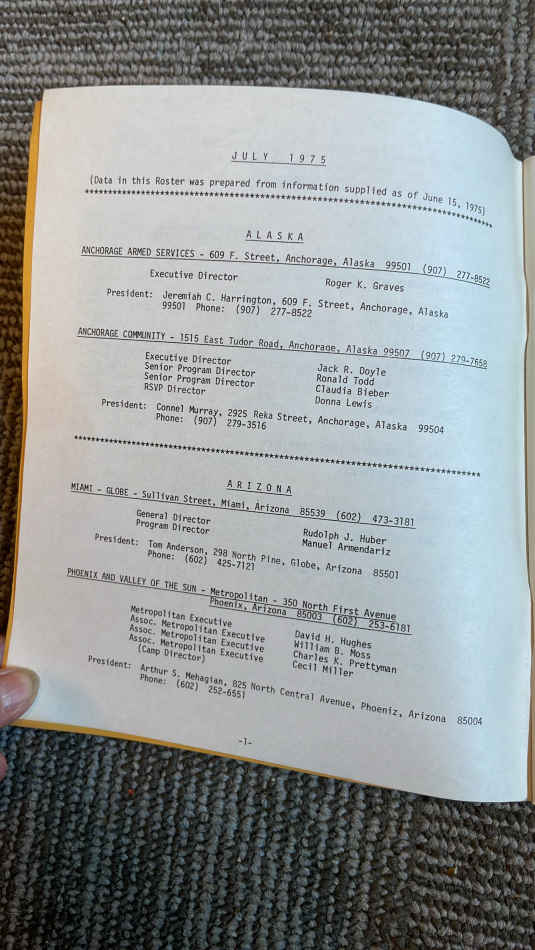 J U L Y   1 9 7 5
(Data in this Roster was prepared from information supplied as of June 15, 1975)
A L A S K A
ANCHORAGE ARMED SERVICES - 609 F. Street, Anchorage, Alaska 99501 (907) 277-8522
Executive Director Roger K. Graves
President: Jeremiah C. Harrington, 609 F. Street, Anchorage, Alaska
99501 Phone: (907) 277-8522
ANCHORAGE COMMUNITY - 1515 East Tudor Road, Anchorage, Alaska 99507 (907) 279-7658
Executive Director Jack R. Doyle
Senior Program Director Ronald Todd
Senior Program Director Claudia Bieber
RSVP Director Donna Lewis
President: Connel Murray, 2925 Reka Street, Anchorage, Alaska 99504
Phone: (907) 279-3516
A R I Z O N A
MIAMI - GLOBE - Sullivan Street, Miami, Arizona 85539 (602) 473-3181
General Director Rudolph J. Huber
Program Director Manuel Armendariz
President: Tom Anderson, 298 North Pine, Globe, Arizona 85501
Phone: (602) 425-7121
PHOENIX AND VALLEY OF THE SUN - Metropolitan - 350 North First Avenue
Phoenix, Arizona 85003 (602) 253-6181
Metropolitan Executive David H. Hughes
Assoc. Metropolitan Executive William B. Moss
Assoc. Metropolitan Executive Charles K. Prettyman
Assoc. Metropolitan Executive Cecil Miller
(Camp Director)
President: Arthur S. Mehagian, 825 North Central Avenue, Phoeniz, Arizona 85004
Phone: (602) 252-6551
-1-